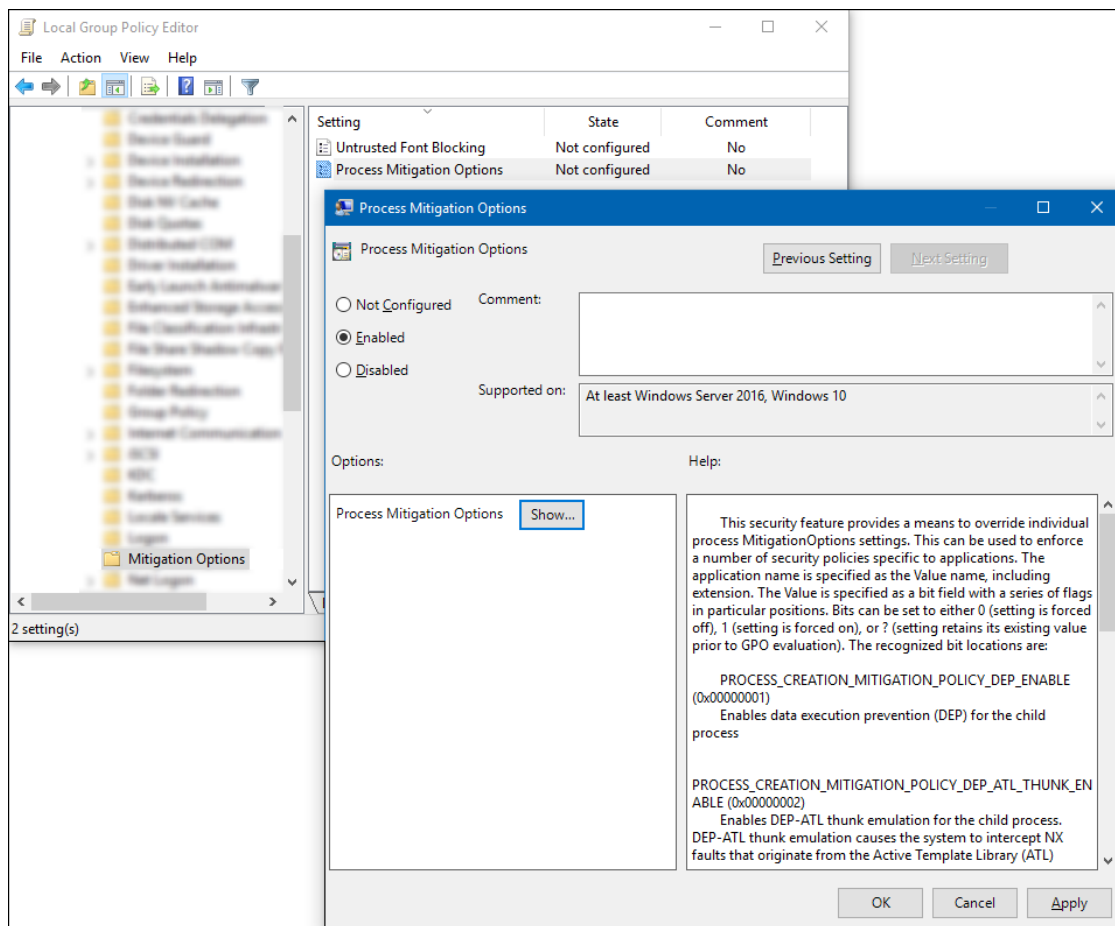 Local Group Policy Editor
File Action View Help
Setting State Comment
Untrusted Font Blocking Not configured No
Process Mitigation Options Not configured No
Mitigation Options
2 setting(s)
Process Mitigation Options
Process Mitigation Options
Previous Setting Next Setting
Not Configured
Comment:
Enabled
Disabled
Supported on: At least Windows Server 2016, Windows 10
Options: Help:
Process Mitigation Options Show...
This security feature provides a means to override individual
process MitigationOptions settings. This can be used to enforce
a number of security policies specific to applications. The
application name is specified as the Value name, including
extension. The Value is specified as a bit field with a series of flags
in particular positions. Bits can be set to either 0 (setting is forced
off), 1 (setting is forced on), or ? (setting retains its existing value
prior to GPO evaluation). The recognized bit locations are:
PROCESS_CREATION_MITIGATION_POLICY_DEP_ENABLE
(0x00000001)
Enables data execution prevention (DEP) for the child
process
PROCESS_CREATION_MITIGATION_POLICY_DEP_ATL_THUNK_EN
ABLE (0x00000002)
Enables DEP-ATL thunk emulation for the child process.
DEP-ATL thunk emulation causes the system to intercept NX
faults that originate from the Active Template Library (ATL)
OK Cancel Apply